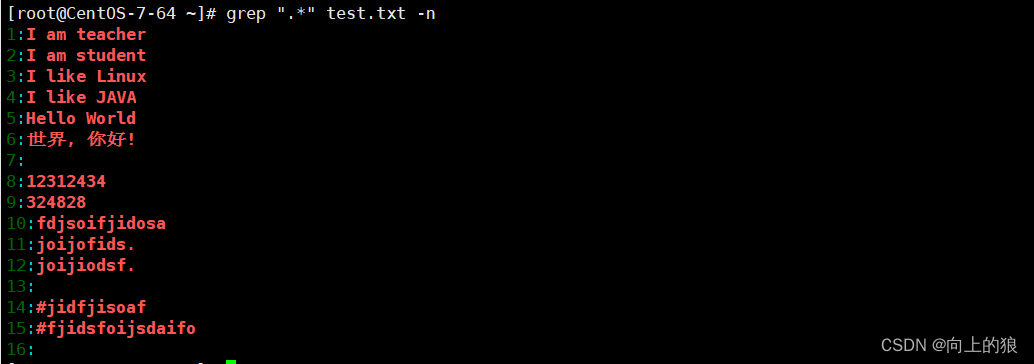 [root@CentOS-7-64 ~]# grep ".*" test.txt -n
1:I am teacher
2:I am student
3:I like Linux
4:I like JAVA
5:Hello World
6:世界, 你好!
7:
8:12312434
9:324828
10:fdjsoifjidosa
11:joijofids.
12:joijiodsf.
13:
14:#jidfjisoaf
15:#fjidsfoijsdaifo
16:
CSDN @向上的狼